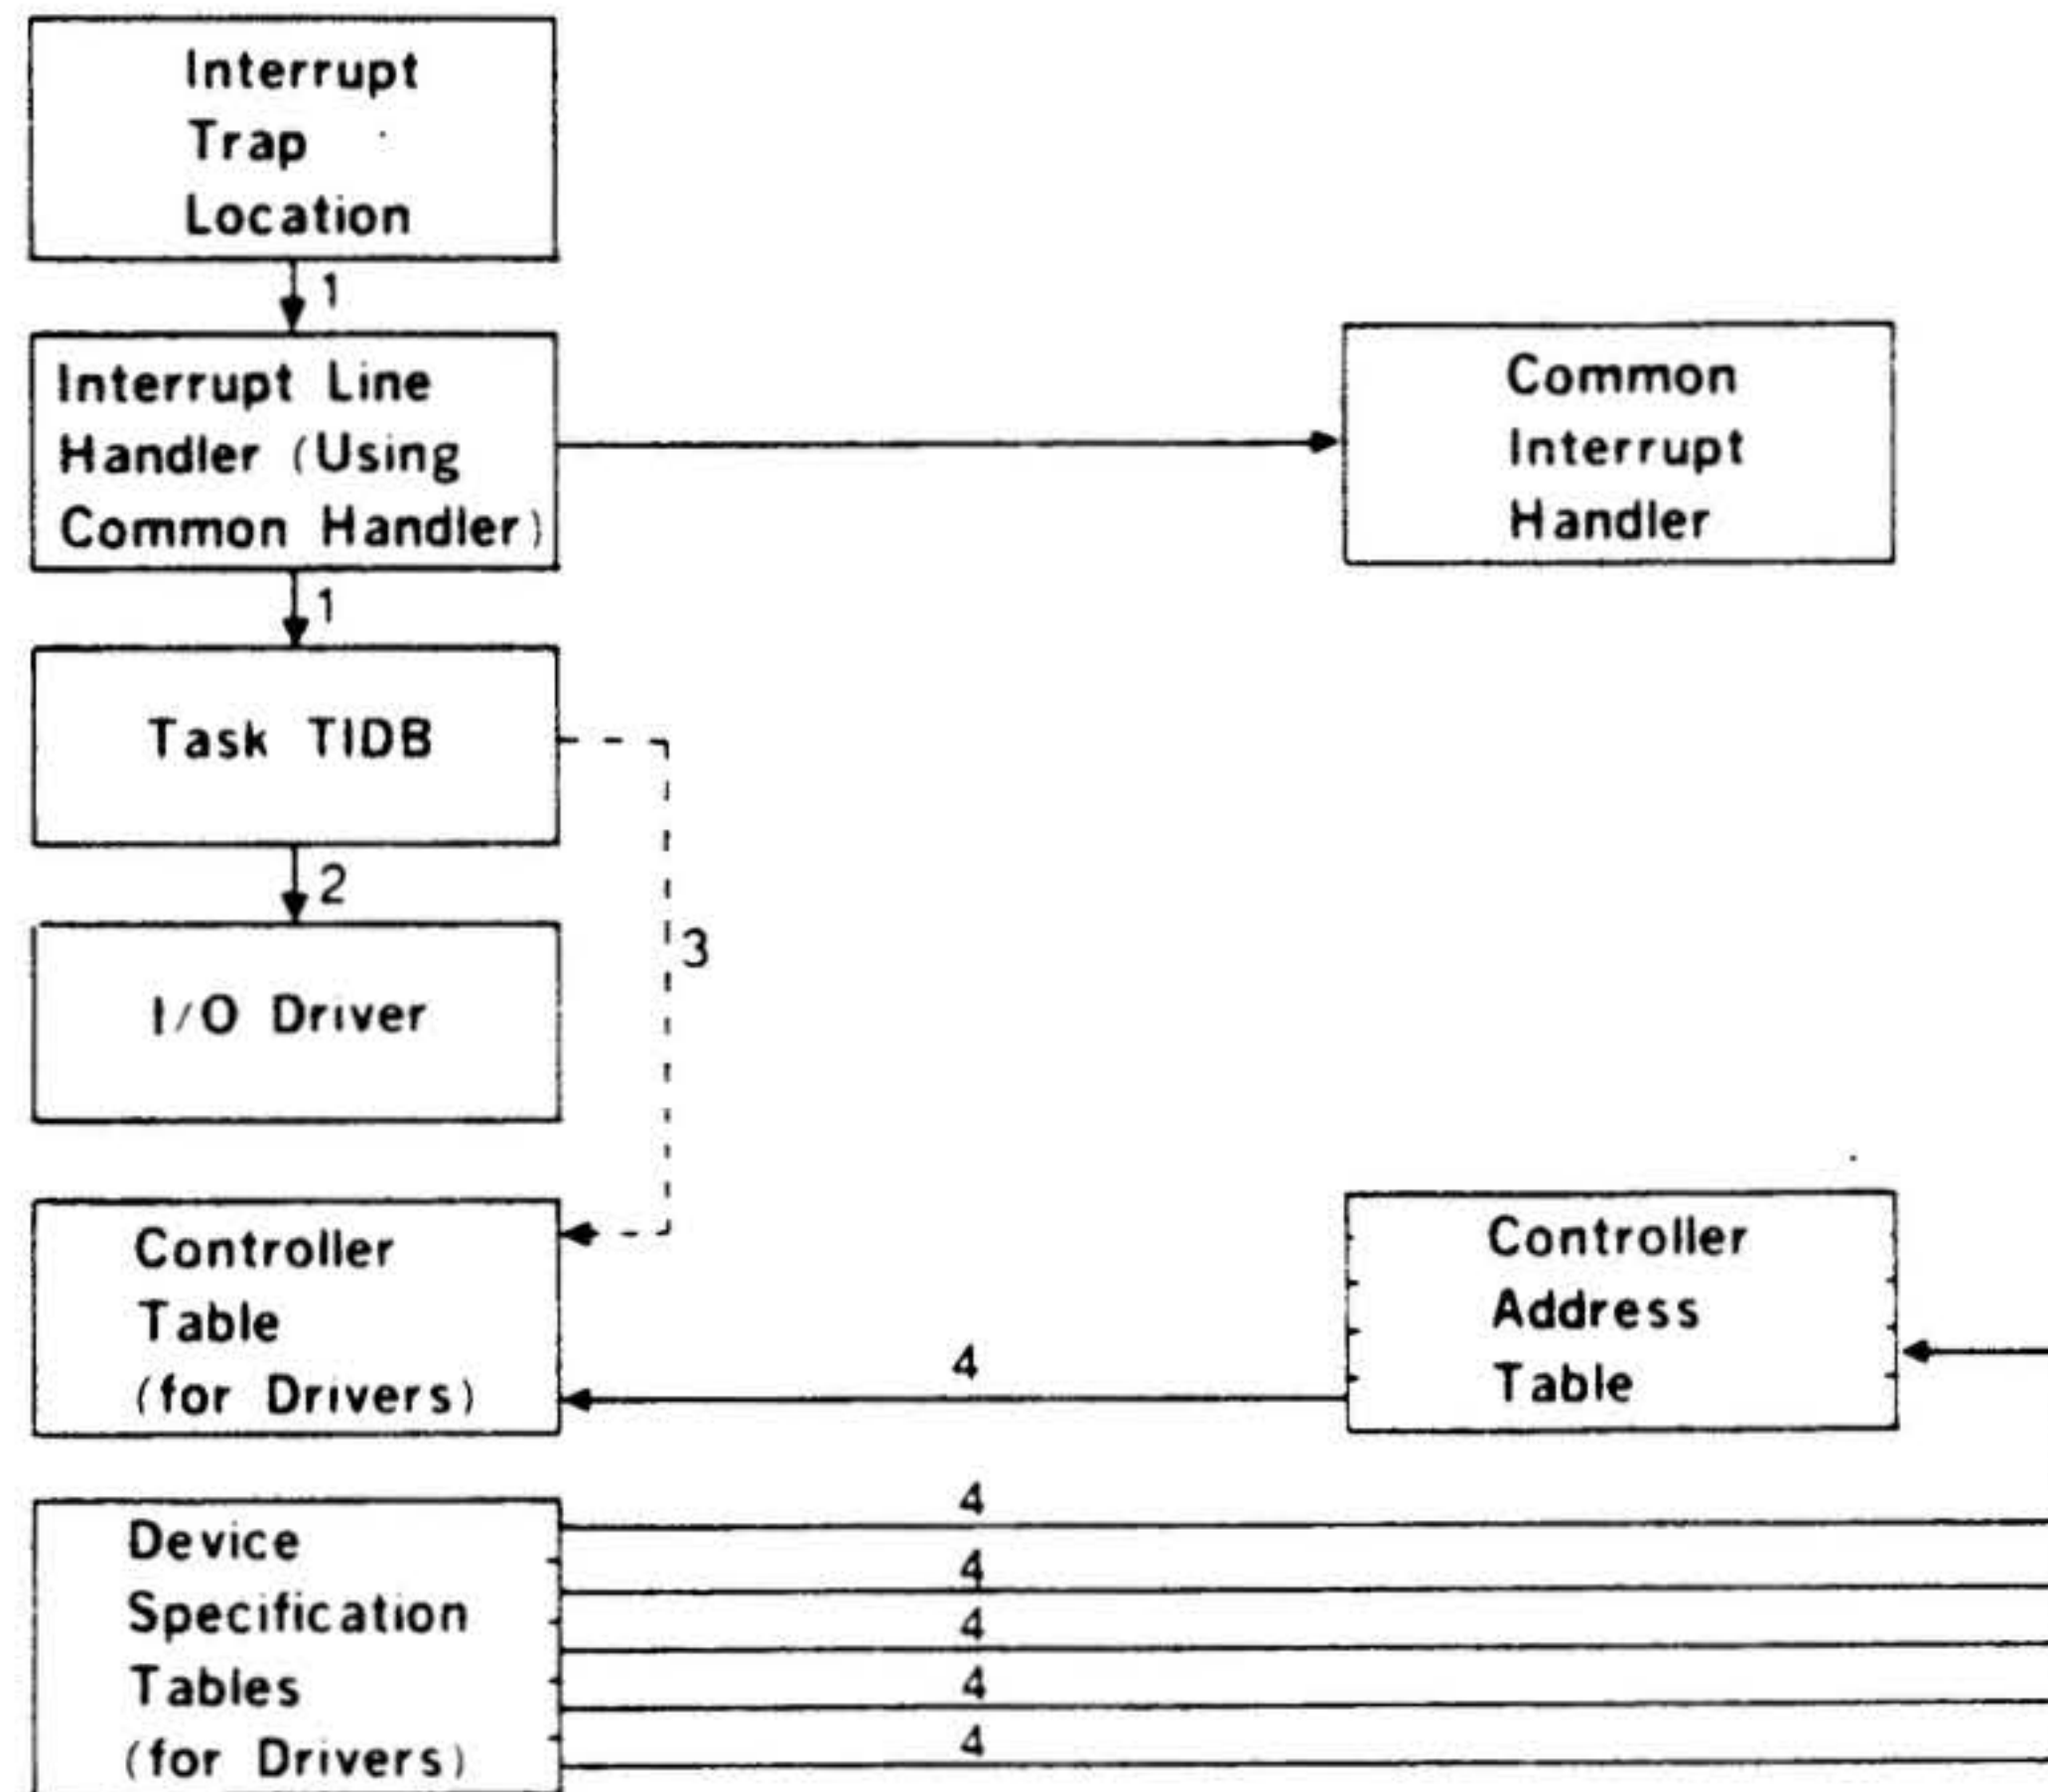 Interrupt
Trap
Location
1
Interrupt Line
Handler (Using
Common Handler)
Common
Interrupt
Handler
1
Task TIDB
2
3
I/O Driver
Controller
Table
(for Drivers)
4
Controller
Address
Table
Device
Specification
Tables
(for Drivers)
4
4
4
4
4